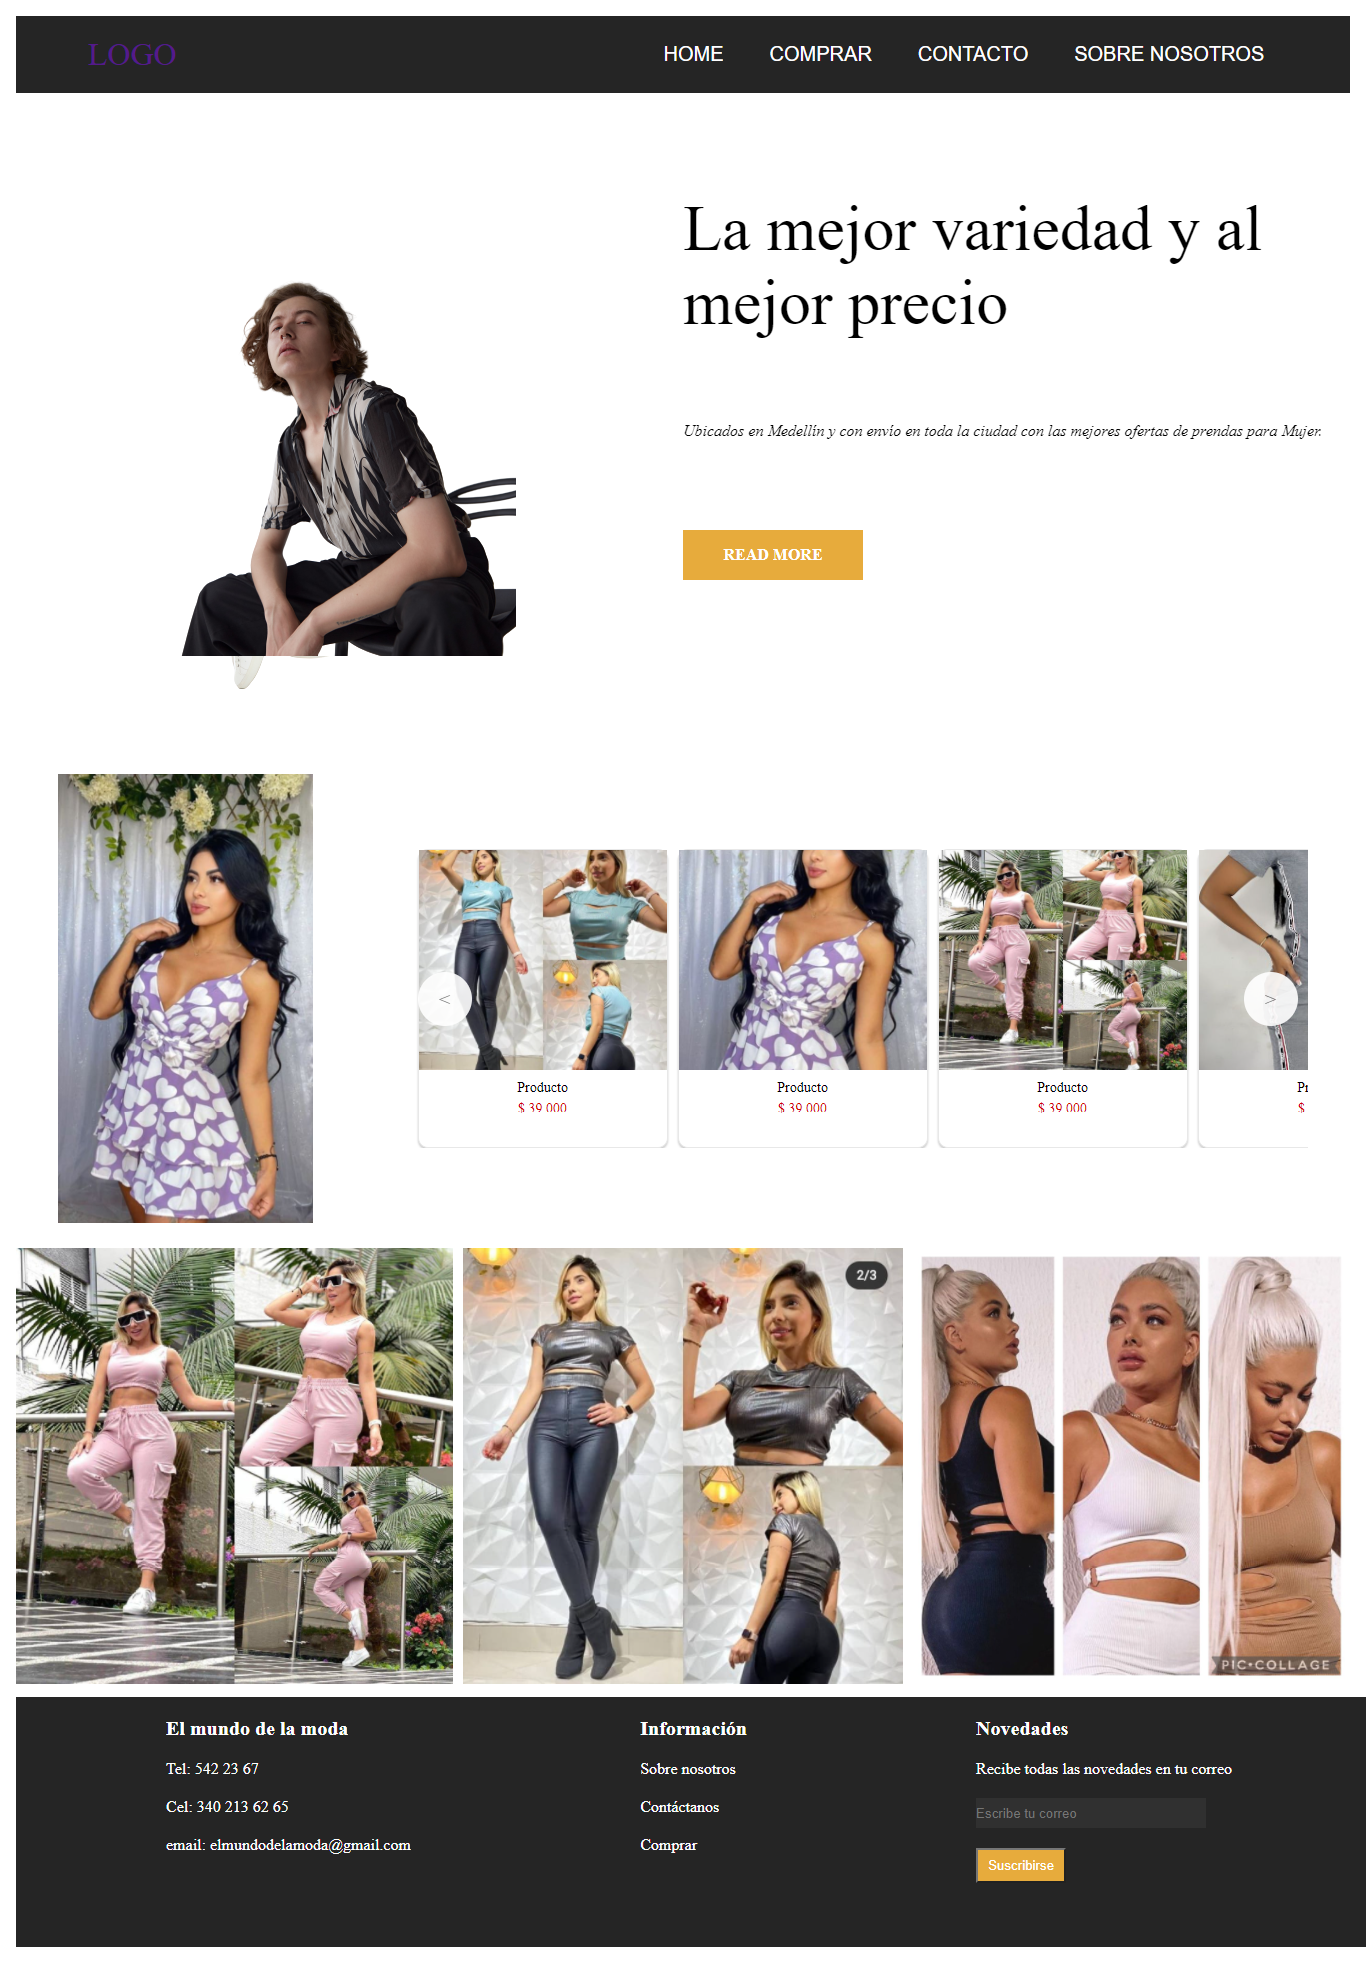 LOGO
HOME COMPRAR CONTACTO SOBRE NOSOTROS
La mejor variedad y al
mejor precio
Ubicados en Medellín y con envío en toda la ciudad con las mejores ofertas de prendas para Mujer.
READ MORE
< >
Producto Producto Producto Pr
$ 39 000 $ 39 000 $ 39 000 $
2/3
PIC•COLLAGE
El mundo de la moda
Tel: 542 23 67
Cel: 340 213 62 65
email: elmundodelamoda@gmail.com
Información
Sobre nosotros
Contáctanos
Comprar
Novedades
Recibe todas las novedades en tu correo
Escribe tu correo
Suscribirse